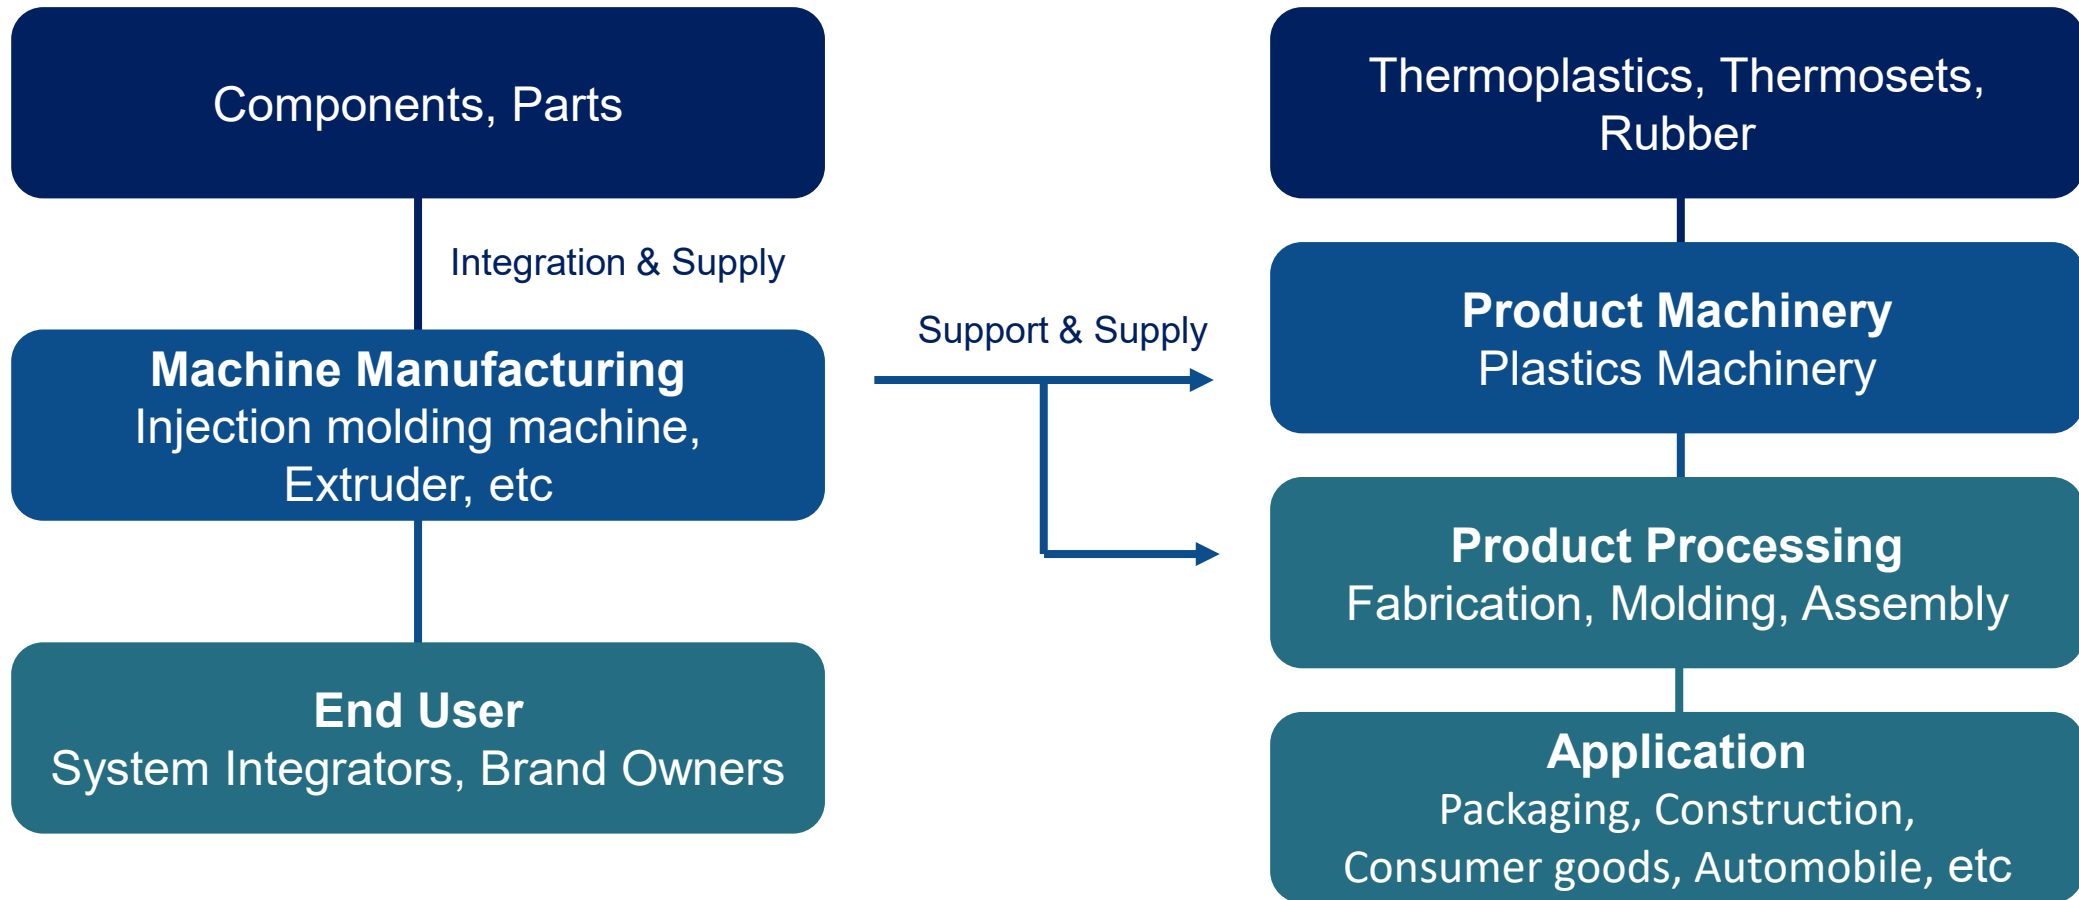 Components, Parts
Integration & Supply
Machine Manufacturing
Injection molding machine,
Extruder, etc
End User
System Integrators, Brand Owners
Support & Supply
Thermoplastics, Thermosets,
Rubber
Product Machinery
Plastics Machinery
Product Processing
Fabrication, Molding, Assembly
Application
Packaging, Construction,
Consumer goods, Automobile, etc